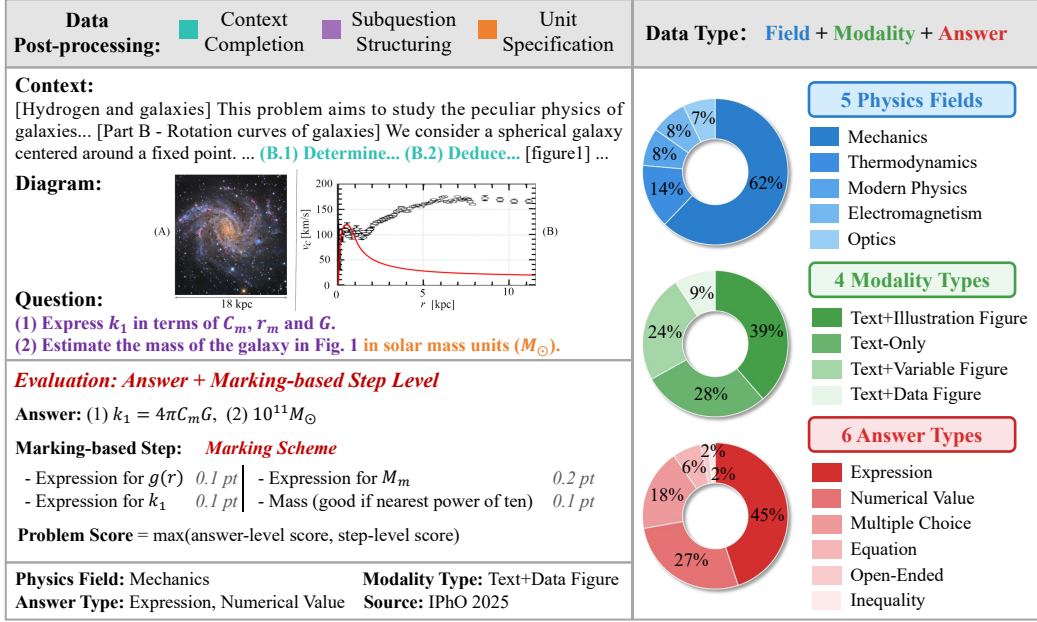 Data
Post-processing:
Context
Completion
Subquestion
Structuring
Unit
Specification
Context:
[Hydrogen and galaxies] This problem aims to study the peculiar physics of
galaxies... [Part B - Rotation curves of galaxies] We consider a spherical galaxy
centered around a fixed point. ... (B.1) Determine... (B.2) Deduce... [figure1] ...
Diagram:
(A)
18 kpc
200
150
100
50
0
v_c [km/s]
0
5
10
r [kpc]
(B)
Question:
(1) Express k₁ in terms of C_m, r_m and G.
(2) Estimate the mass of the galaxy in Fig. 1 in solar mass units (M_⊙).
Evaluation: Answer + Marking-based Step Level
Answer: (1) k₁ = 4πC_mG, (2) 10¹¹M_⊙
Marking-based Step: Marking Scheme
- Expression for g(r) 0.1 pt
- Expression for k₁ 0.1 pt
- Expression for M_m 0.2 pt
- Mass (good if nearest power of ten) 0.1 pt
Problem Score = max(answer-level score, step-level score)
Physics Field: Mechanics
Modality Type: Text+Data Figure
Answer Type: Expression, Numerical Value
Source: IPhO 2025
Data Type: Field + Modality + Answer
7%
8%
8%
14%
62%
5 Physics Fields
Mechanics
Thermodynamics
Modern Physics
Electromagnetism
Optics
9%
24%
39%
28%
4 Modality Types
Text+Illustration Figure
Text-Only
Text+Variable Figure
Text+Data Figure
2%
2%
6%
18%
45%
27%
6 Answer Types
Expression
Numerical Value
Multiple Choice
Equation
Open-Ended
Inequality